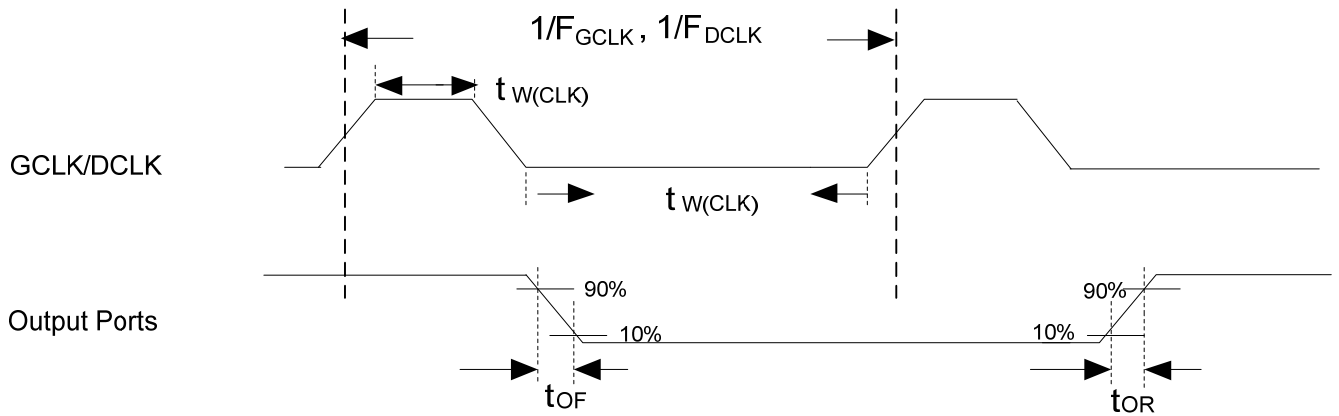 1/FGCLK , 1/FDCLK
t W(CLK)
GCLK/DCLK
t W(CLK)
90%
90%
Output Ports
10%
10%
tOF
tOR